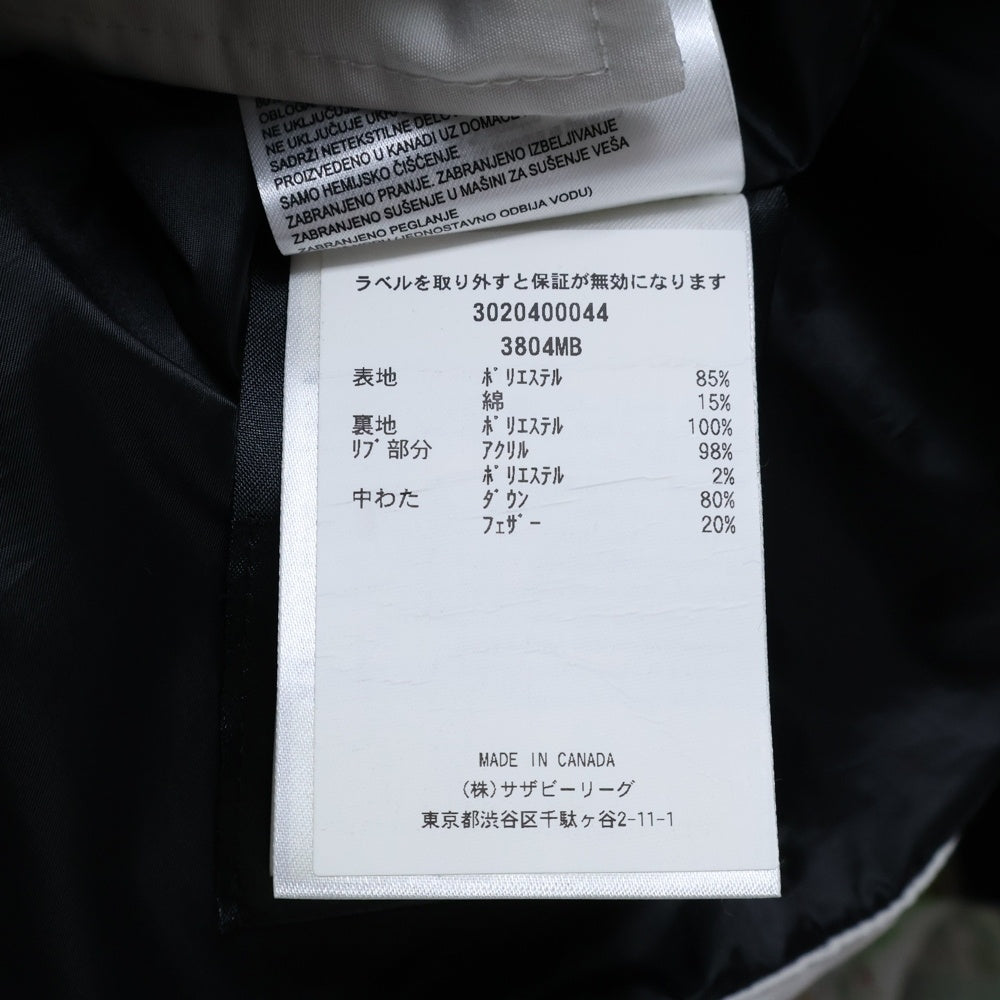 NE UKLJUČUJE
NE UKLJUČUJE
SADRŽI NETEKSTILNE
PROIZVEDENO U KANADI UZ
SAMO HEMIJSKO ČIŠĆENJE
ZABRANJENO PRANJE. ZABRANJENO IZBELJIVANJE
ZABRANJENO SUŠENJE U MAŠINI ZA SUŠENJE VEŠA
ZABRANJENO PEGLANJE
ODBIJA VODU)
ラベルを取り外すと保証が無効になります
3020400044
3804MB
表地 ﾎﾟﾘｴｽﾃﾙ 85%
綿 15%
裏地 ﾎﾟﾘｴｽﾃﾙ 100%
ﾘﾌﾞ部分 ｱｸﾘﾙ 98%
ﾎﾟﾘｴｽﾃﾙ 2%
中わた ﾀﾞｳﾝ 80%
ﾌｪｻﾞｰ 20%
MADE IN CANADA
(株)サザビーリーグ
東京都渋谷区千駄ヶ谷2-11-1